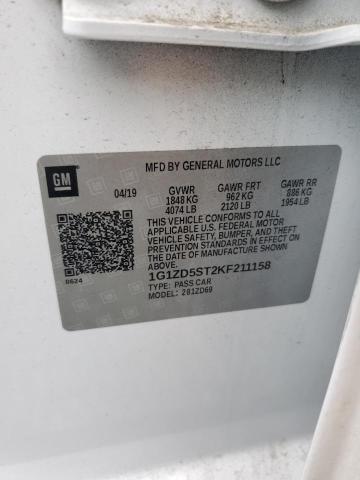 MFD BY GENERAL MOTORS LLC
GM
04/19 GVWR GAWR FRT GAWR RR
1848 KG 962 KG 886 KG
4074 LB 2120 LB 1954 LB
THIS VEHICLE CONFORMS TO ALL
APPLICABLE U.S. FEDERAL MOTOR
VEHICLE SAFETY, BUMPER, AND THEFT
PREVENTION STANDARDS IN EFFECT ON
THE DATE OF MANUFACTURE SHOWN
ABOVE.
1G1ZD5ST2KF211158
0624 TYPE: PASS CAR
MODEL: 281ZD69